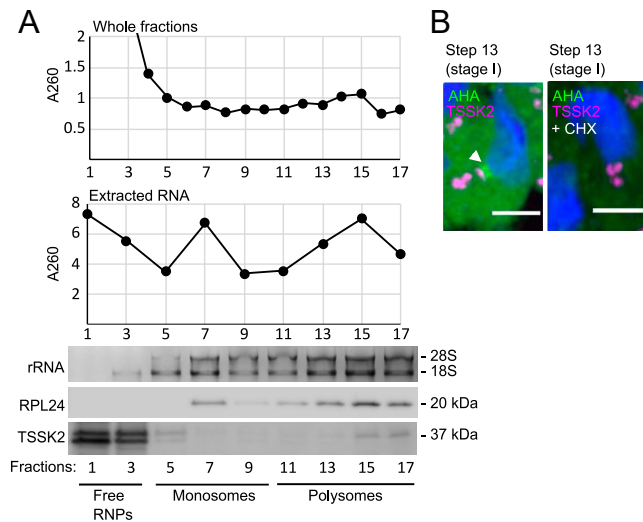 A
Whole fractions
A260
2
1.5
1
0.5
1 3 5 7 9 11 13 15 17
Extracted RNA
A260
8
6
4
2
1 3 5 7 9 11 13 15 17
rRNA
- 28S
- 18S
RPL24
- 20 kDa
TSSK2
- 37 kDa
Fractions: 1 3 5 7 9 11 13 15 17
Free RNPs
Monosomes
Polysomes
B
Step 13
(stage I)
AHA
TSSK2
Step 13
(stage I)
AHA
TSSK2
+ CHX